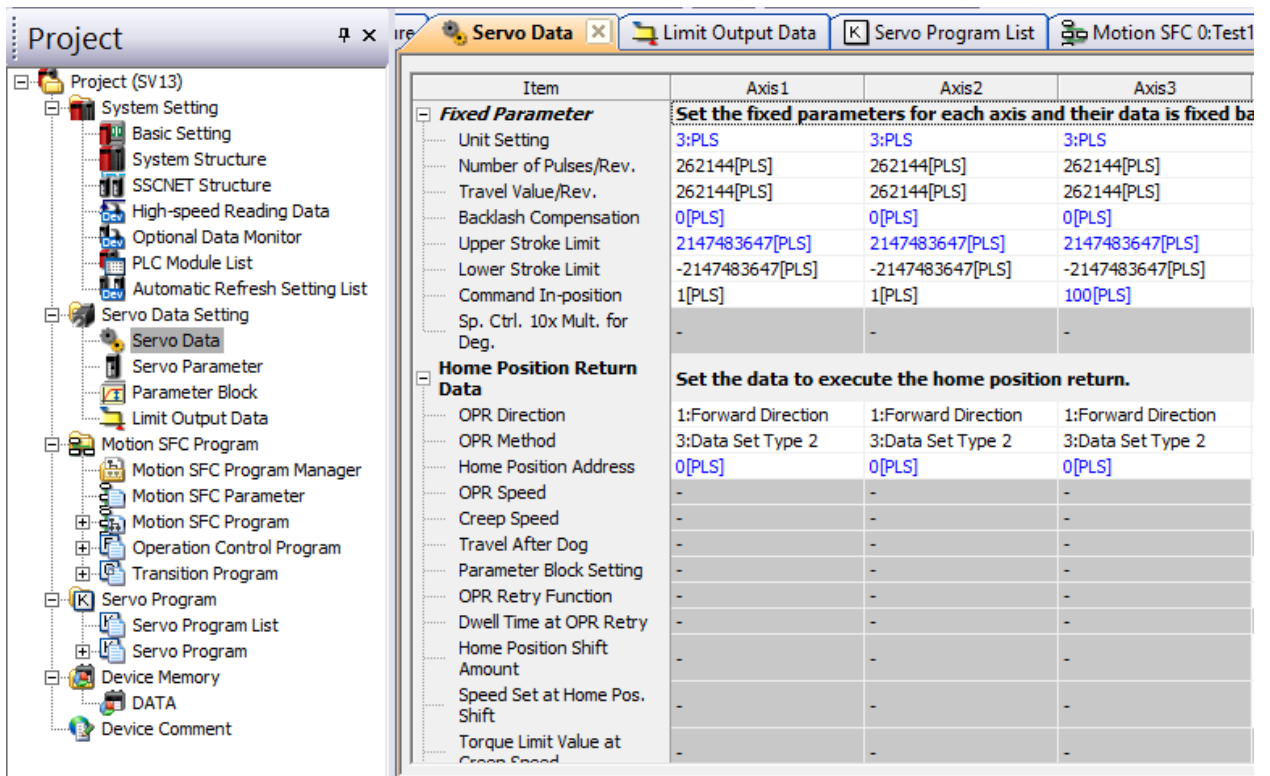 Project
Project (SV13)
System Setting
Basic Setting
System Structure
SSCNET Structure
High-speed Reading Data
Optional Data Monitor
PLC Module List
Automatic Refresh Setting List
Servo Data Setting
Servo Data
Servo Parameter
Parameter Block
Limit Output Data
Motion SFC Program
Motion SFC Program Manager
Motion SFC Parameter
Motion SFC Program
Operation Control Program
Transition Program
Servo Program
Servo Program List
Servo Program
Device Memory
DATA
Device Comment
Servo Data Limit Output Data Servo Program List Motion SFC 0:Test1
Item Axis1 Axis2 Axis3
Fixed Parameter Set the fixed parameters for each axis and their data is fixed ba
Unit Setting 3:PLS 3:PLS 3:PLS
Number of Pulses/Rev. 262144[PLS] 262144[PLS] 262144[PLS]
Travel Value/Rev. 262144[PLS] 262144[PLS] 262144[PLS]
Backlash Compensation 0[PLS] 0[PLS] 0[PLS]
Upper Stroke Limit 2147483647[PLS] 2147483647[PLS] 2147483647[PLS]
Lower Stroke Limit -2147483647[PLS] -2147483647[PLS] -2147483647[PLS]
Command In-position 1[PLS] 1[PLS] 100[PLS]
Sp. Ctrl. 10x Mult. for
Deg. - - -
Home Position Return
Data Set the data to execute the home position return.
OPR Direction 1:Forward Direction 1:Forward Direction 1:Forward Direction
OPR Method 3:Data Set Type 2 3:Data Set Type 2 3:Data Set Type 2
Home Position Address 0[PLS] 0[PLS] 0[PLS]
OPR Speed - - -
Creep Speed - - -
Travel After Dog - - -
Parameter Block Setting - - -
OPR Retry Function - - -
Dwell Time at OPR Retry - - -
Home Position Shift
Amount - - -
Speed Set at Home Pos.
Shift - - -
Torque Limit Value at
Creep Speed - - -